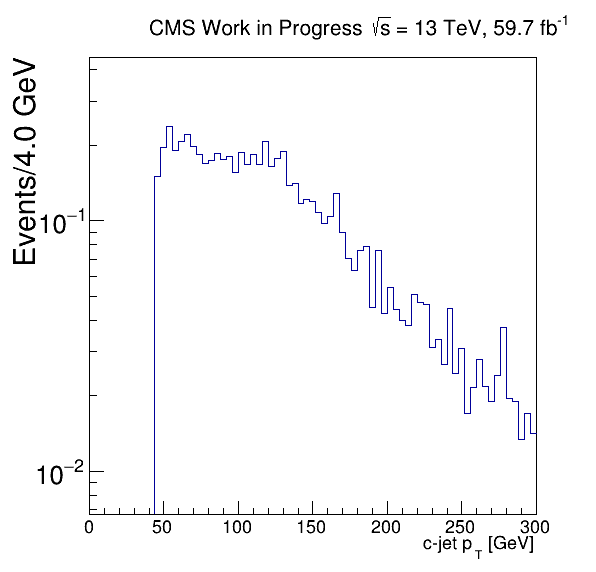 CMS Work in Progress √s = 13 TeV, 59.7 fb⁻¹
Events/4.0 GeV
10⁻¹
10⁻²
0 50 100 150 200 250 300
c-jet p_T [GeV]